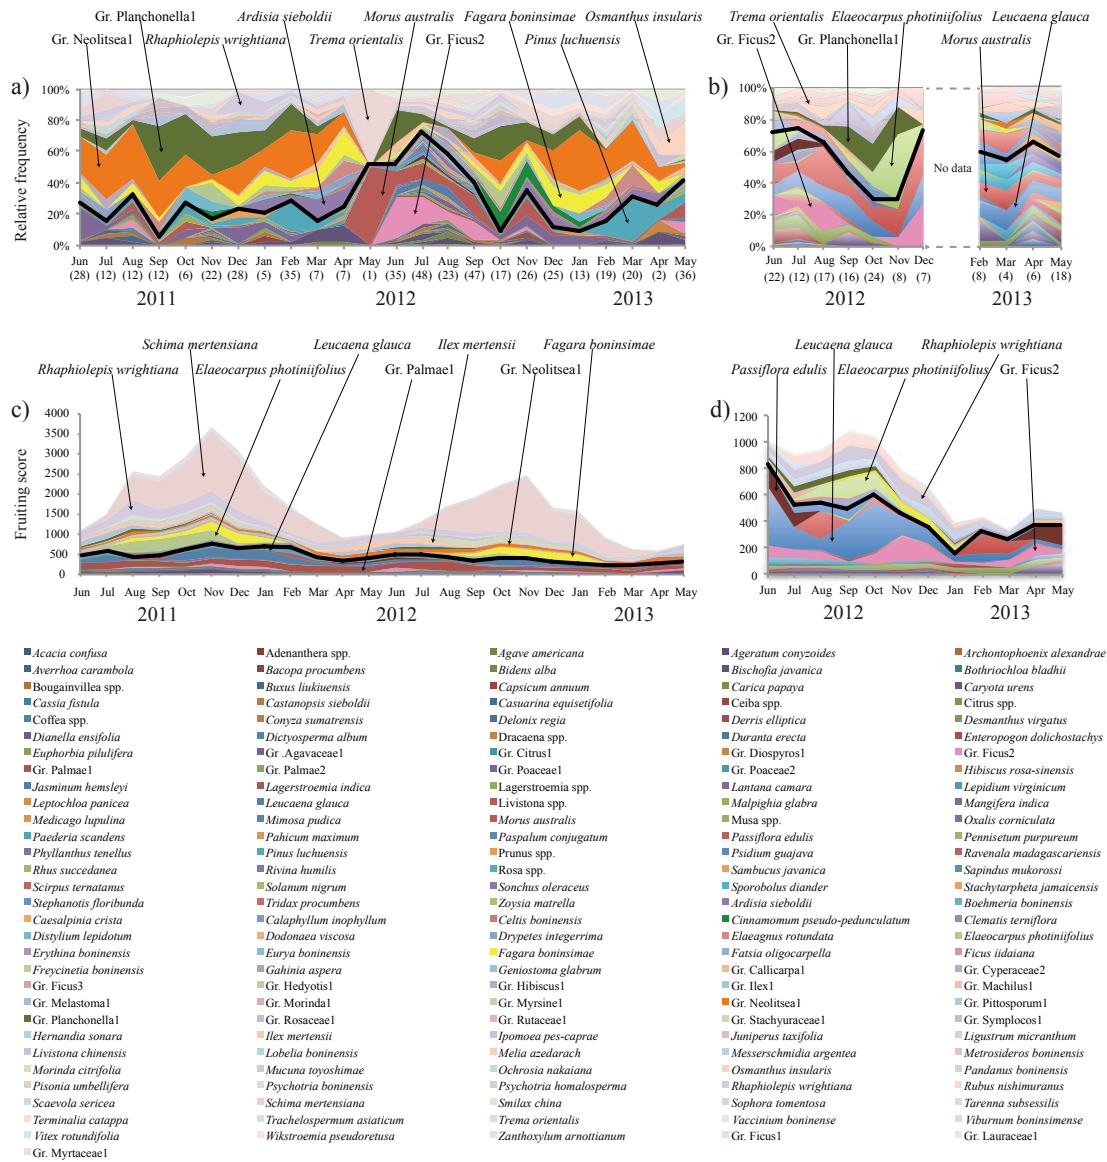 Gr. Planchonella1 Ardisia sieboldii Morus australis Fagara boninsimae Osmanthus insularis
Gr. Neolitsea1 Rhaphiolepis wrightiana Trema orientalis Gr. Ficus2 Pinus luchuensis
Trema orientalis Elaeocarpus photiniifolius Leucaena glauca
Gr. Ficus2 Gr. Planchonella1 Morus australis
a)
Relative frequency
100%
80%
60%
40%
20%
0%
Jun Jul Aug Sep Oct Nov Dec Jan Feb Mar Apr May Jun Jul Aug Sep Oct Nov Dec Jan Feb Mar Apr May
(28) (12) (12) (12) (6) (22) (28) (5) (35) (7) (7) (1) (35) (48) (23) (47) (17) (26) (25) (13) (19) (20) (2) (36)
2011 2012 2013
b)
100%
80%
60%
40%
20%
0%
No data
Jun Jul Aug Sep Oct Nov Dec Feb Mar Apr May
(22) (12) (17) (16) (24) (8) (7) (8) (4) (6) (18)
2012 2013
Schima mertensiana Leucaena glauca Ilex mertensii Fagara boninsimae
Rhaphiolepis wrightiana Elaeocarpus photiniifolius Gr. Palmae1 Gr. Neolitsea1
c)
Fruiting score
4000
3500
3000
2500
2000
1500
1000
500
0
Jun Jul Aug Sep Oct Nov Dec Jan Feb Mar Apr May Jun Jul Aug Sep Oct Nov Dec Jan Feb Mar Apr May
2011 2012 2013
Leucaena glauca Rhaphiolepis wrightiana
Passiflora edulis Elaeocarpus photiniifolius Gr. Ficus2
d)
1200
1000
800
600
400
200
0
Jun Jul Aug Sep Oct Nov Dec Jan Feb Mar Apr May
2012 2013
Acacia confusa Adenanthera spp. Agave americana Ageratum conyzoides Archontophoenix alexandrae
Averrhoa carambola Bacopa procumbens Bidens alba Bischofia javanica Bothriochloa bladhii
Bougainvillea spp. Buxus liukiuensis Capsicum annuum Carica papaya Caryota urens
Cassia fistula Castanopsis sieboldii Casuarina equisetifolia Ceiba spp. Citrus spp.
Coffea spp. Conyza sumatrensis Delonix regia Derris elliptica Desmanthus virgatus
Dianella ensifolia Dictyosperma album Dracaena spp. Duranta erecta Enteropogon dolichostachys
Euphorbia pilulifera Gr .Agavaceae1 Gr. Citrus1 Gr. Diospyros1 Gr. Ficus2
Gr. Palmae1 Gr. Palmae2 Gr. Poaceae1 Gr. Poaceae2 Hibiscus rosa-sinensis
Jasminum hemsleyi Lagerstroemia indica Lagerstroemia spp. Lantana camara Lepidium virginicum
Leptochloa panicea Leucaena glauca Livistona spp. Malpighia glabra Mangifera indica
Medicago lupulina Mimosa pudica Morus australis Musa spp. Oxalis corniculata
Paederia scandens Pahicum maximum Paspalum conjugatum Passiflora edulis Pennisetum purpureum
Phyllanthus tenellus Pinus luchuensis Prunus spp. Psidium guajava Ravenala madagascariensis
Rhus succedanea Rivina humilis Rosa spp. Sambucus javanica Sapindus mukorossi
Scirpus ternatanus Solanum nigrum Sonchus oleraceus Sporobolus diander Stachytarpeta jamaicensis
Stephanotis floribunda Tridax procumbens Zoysia matrella Ardisia sieboldii Boehmeria boninensis
Caesalpinia crista Calaphyllum inophyllum Celtis boninensis Cinnamomum pseudo-pedunculatum Clematis terniflora
Distylium lepidotum Dodonaea viscosa Drypetes integerrima Elaeagnus rotundata Elaeocarpus photiniifolius
Erythina boninensis Eurya boninensis Fagara boninsimae Fatsia oligocarpella Ficus iidaiana
Freycinetia boninensis Gahinia aspera Geniostoma glabrum Gr. Callicarpa1 Gr. Cyperaceae2
Gr. Ficus3 Gr. Hedyotis1 Gr. Hibiscus1 Gr. Ilex1 Gr. Machilus1
Gr. Melastoma1 Gr. Morinda1 Gr. Myrsine1 Gr. Neolitsea1 Gr. Pittosporum1
Gr. Planchonella1 Gr. Rosaceae1 Gr. Rutaceae1 Gr. Stachyuraceae1 Gr. Symplocos1
Hernandia sonara Ilex mertensii Ipomoea pes-caprae Juniperus taxifolia Ligustrum micranthum
Livistona chinensis Lobelia boninensis Melia azedarach Messerschmidia argentea Metrosideros boninensis
Morinda citrifolia Mucuna toyoshimae Ochrosia nakaiana Osmanthus insularis Pandanus boninensis
Pisonia umbellifera Psychotria boninensis Psychotria homalosperma Rhaphiolepis wrightiana Rubus nishimuranus
Scaevola sericea Schima mertensiana Smilax china Sophora tomentosa Tarenna subsessilis
Terminalia catappa Trachelospermum asiaticum Trema orientalis Vaccinium boninense Viburnum boninsimense
Vitex rotundifolia Wikstroemia pseudoretusa Zanthoxylum arnottianum Gr. Ficus1 Gr. Lauraceae1
Gr. Myrtaceae1